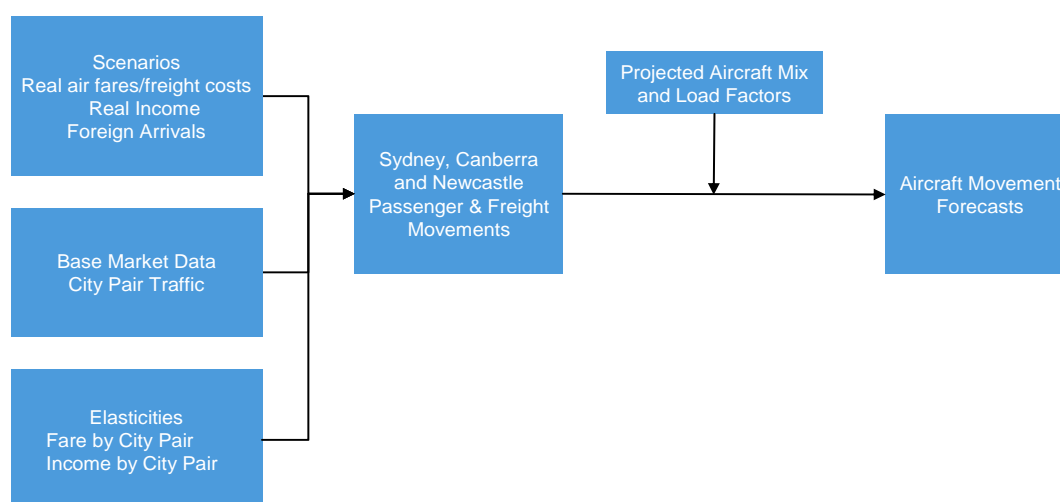 Scenarios
Real air fares/freight costs
Real Income
Foreign Arrivals
Base Market Data
City Pair Traffic
Elasticities
Fare by City Pair
Income by City Pair
Sydney, Canberra
and Newcastle
Passenger & Freight
Movements
Projected Aircraft Mix
and Load Factors
Aircraft Movement
Forecasts